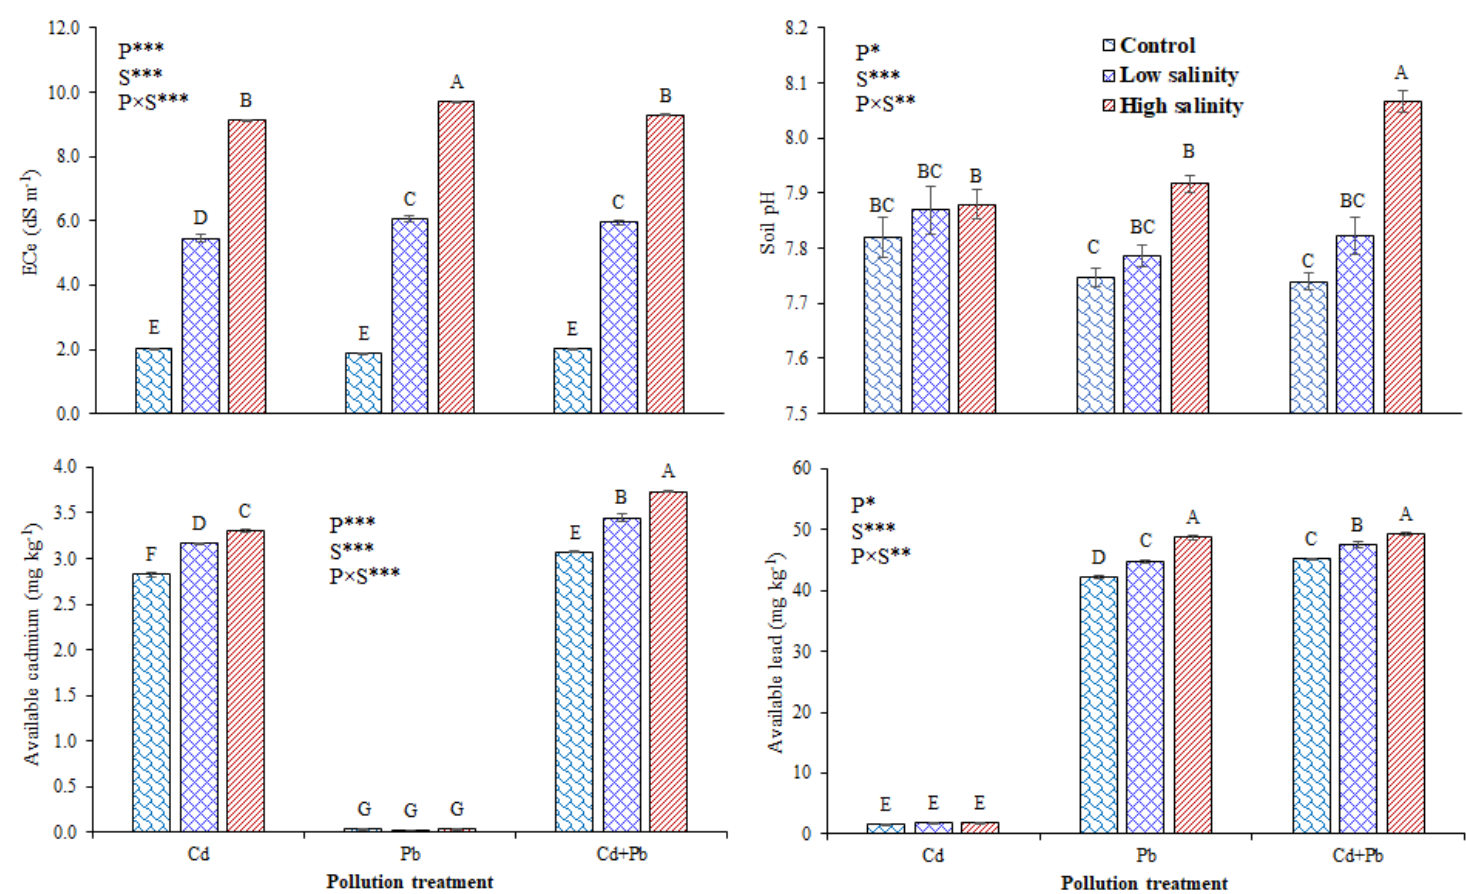 12.0
10.0
8.0
6.0
4.0
2.0
0.0
ECe (dS m⁻¹)
P***
S***
P×S***
E
D
B
E
C
A
E
C
B
8.2
8.1
8.0
7.9
7.8
7.7
7.6
7.5
Soil pH
P*
S***
P×S**
Control
Low salinity
High salinity
BC
BC
B
C
BC
B
C
BC
A
4.0
3.5
3.0
2.5
2.0
1.5
1.0
0.5
0.0
Available cadmium (mg kg⁻¹)
P***
S***
P×S***
F
D
C
G
G
G
E
B
A
Cd
Pb
Cd+Pb
Pollution treatment
60
50
40
30
20
10
0
Available lead (mg kg⁻¹)
P*
S***
P×S**
E
E
E
D
C
A
C
B
A
Cd
Pb
Cd+Pb
Pollution treatment